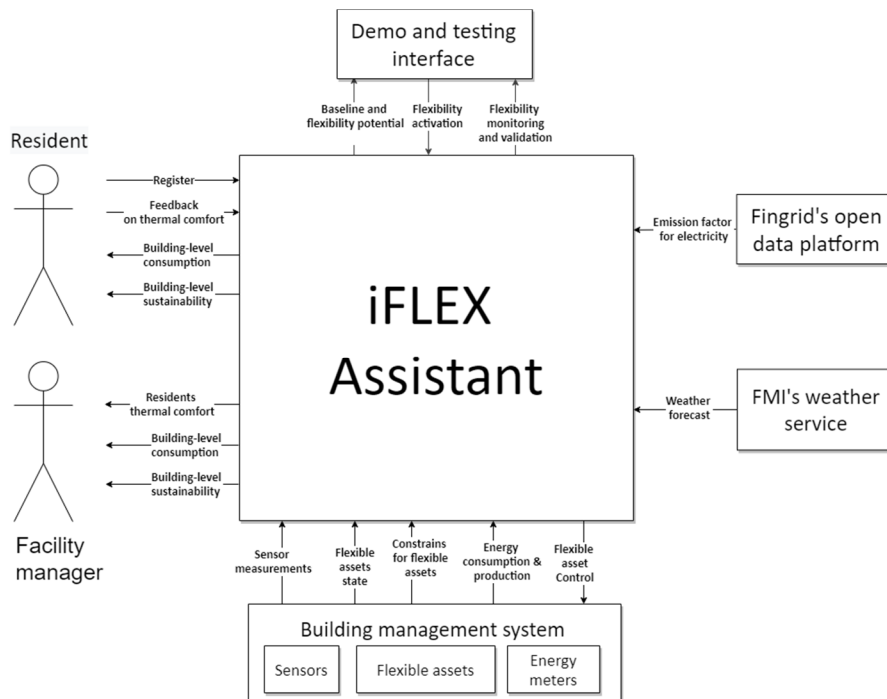 Demo and testing
interface
Baseline and
flexibility potential
Flexibility
activation
Flexibility
monitoring
and validation
Resident
Register
Feedback
on thermal comfort
Building-level
consumption
Building-level
sustainability
iFLEX
Assistant
Emission factor
for electricity
Fingrid's open
data platform
Weather
forecast
FMI's weather
service
Residents
thermal comfort
Building-level
consumption
Building-level
sustainability
Facility
manager
Sensor
measurements
Flexible
assets
state
Constrains
for flexible
assets
Energy
consumption &
production
Flexible
asset
Control
Building management system
Sensors
Flexible assets
Energy
meters